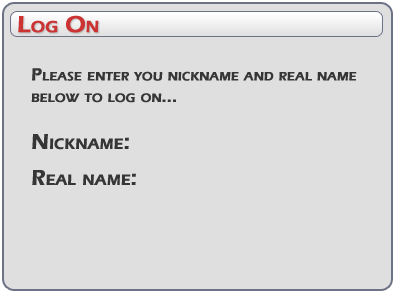 Log On
Please enter you nickname and real name
below to log on...
Nickname:
Real name: